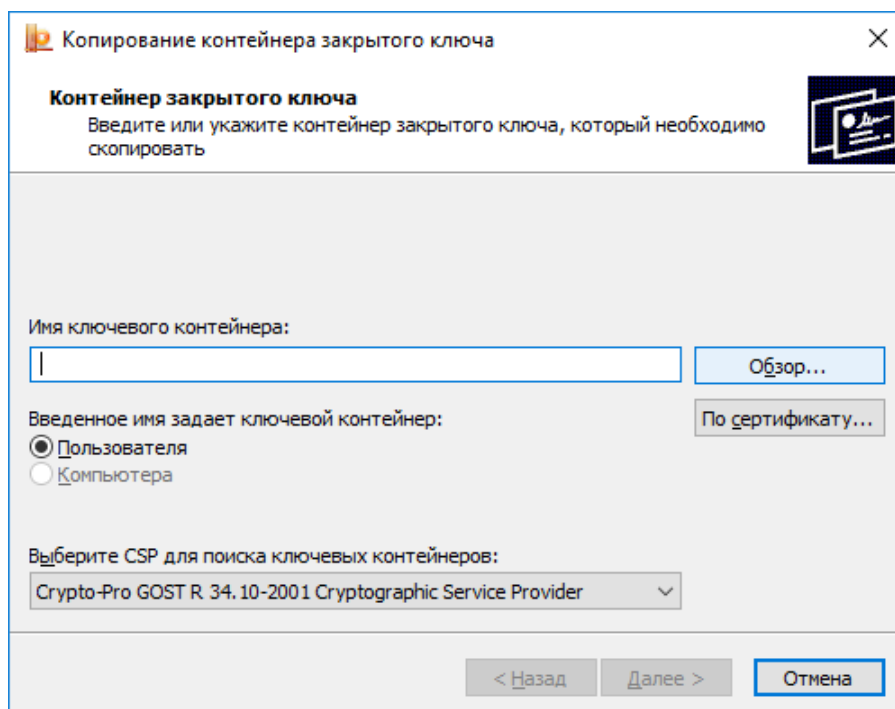 Копирование контейнера закрытого ключа
Контейнер закрытого ключа
Введите или укажите контейнер закрытого ключа, который необходимо
скопировать
Имя ключевого контейнера:
Обзор...
Введенное имя задает ключевой контейнер:
По сертификату...
Пользователя
Компьютера
Выберите CSP для поиска ключевых контейнеров:
Crypto-Pro GOST R 34.10-2001 Cryptographic Service Provider
< Назад
Далее >
Отмена